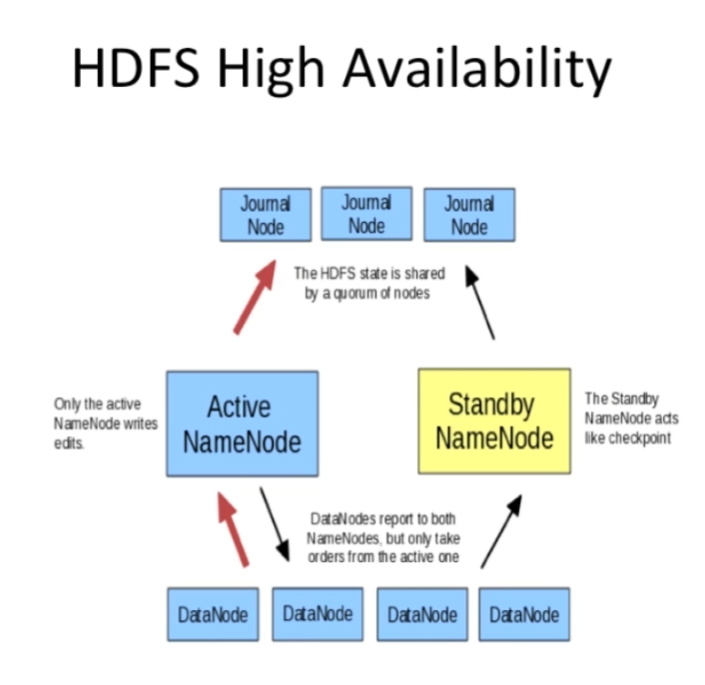 HDFS High Availability
Journal
Node
Journal
Node
Journal
Node
The HDFS state is shared
by a quorum of nodes
Only the active
NameNode writes
edits.
Active
NameNode
Standby
NameNode
The Standby
NameNode acts
like checkpoint
DataNodes report to both
NameNodes, but only take
orders from the active one
DataNode
DataNode
DataNode
DataNode